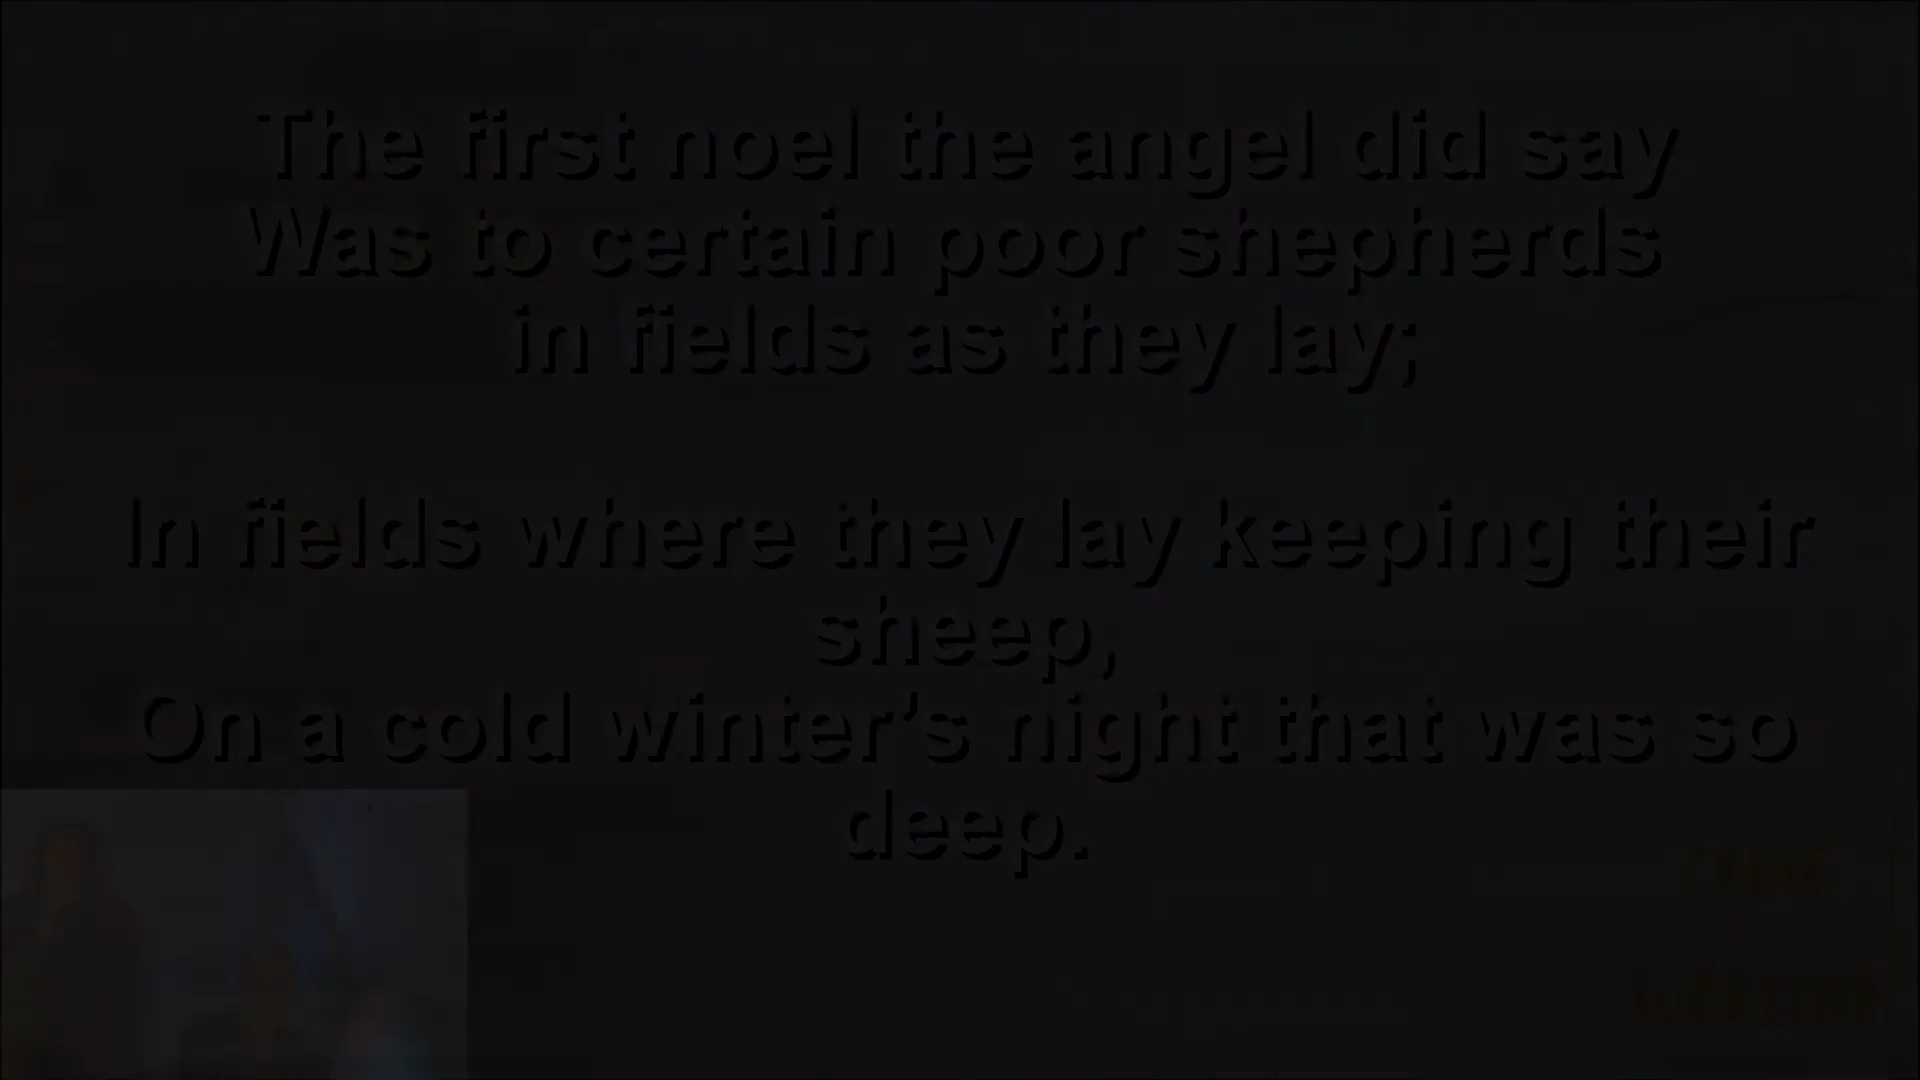 The first noel the angel did say
Was to certain poor shepherds
in fields as they lay;
In fields where they lay keeping their
sheep,
On a cold winter's night that was so
deep.